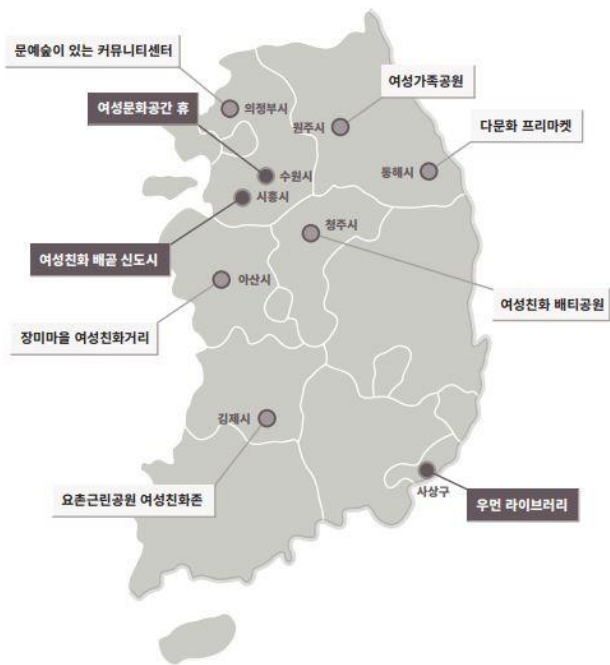 문예숲이 있는 커뮤니티센터
여성가족공원
여성문화공간 휴
의정부시
원주시
다문화 프리마켓
수원시
동해시
시흥시
청주시
여성친화 배곧 신도시
아산시
여성친화 배티공원
장미마을 여성친화거리
김제시
사상구
요촌근린공원 여성친화존
우먼 라이브러리